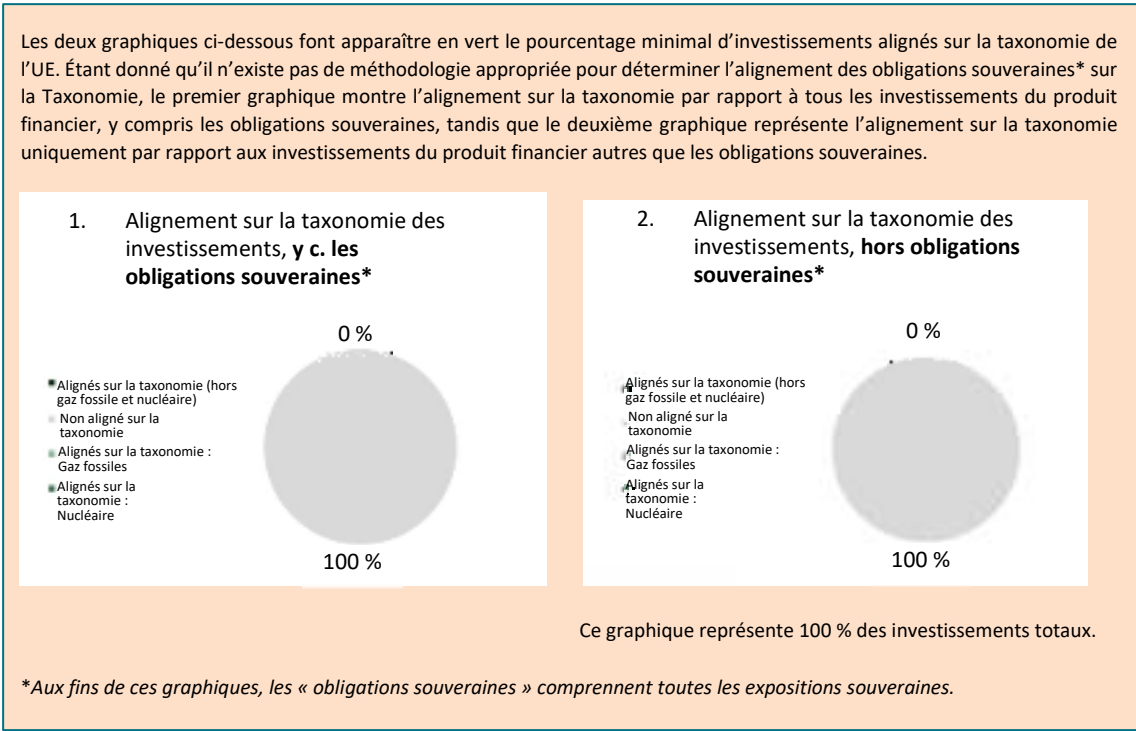 Les deux graphiques ci-dessous font apparaître en vert le pourcentage minimal d’investissements alignés sur la taxonomie de
l’UE. Étant donné qu’il n’existe pas de méthodologie appropriée pour déterminer l’alignement des obligations souveraines* sur
la Taxonomie, le premier graphique montre l’alignement sur la taxonomie par rapport à tous les investissements du produit
financier, y compris les obligations souveraines, tandis que le deuxième graphique représente l’alignement sur la taxonomie
uniquement par rapport aux investissements du produit financier autres que les obligations souveraines.
1. Alignement sur la taxonomie des
investissements, y c. les
obligations souveraines*
0 %
Alignés sur la taxonomie (hors
gaz fossile et nucléaire)
Non aligné sur la
taxonomie
Alignés sur la taxonomie :
Gaz fossiles
Alignés sur la
taxonomie :
Nucléaire
100 %
2. Alignement sur la taxonomie des
investissements, hors obligations
souveraines*
0 %
Alignés sur la taxonomie (hors
gaz fossile et nucléaire)
Non aligné sur la
taxonomie
Alignés sur la taxonomie :
Gaz fossiles
Alignés sur la
taxonomie :
Nucléaire
100 %
Ce graphique représente 100 % des investissements totaux.
*Aux fins de ces graphiques, les « obligations souveraines » comprennent toutes les expositions souveraines.